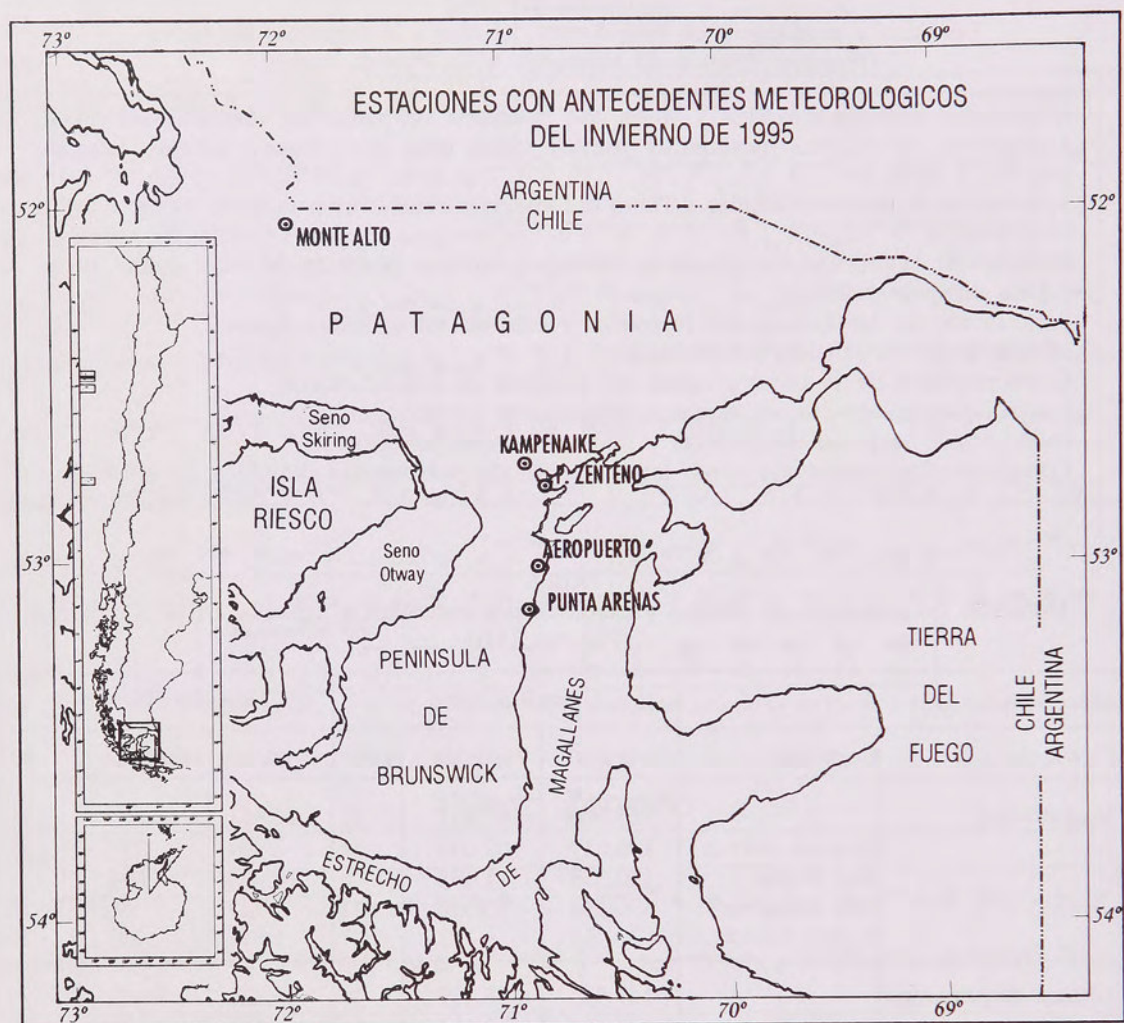 73° 72° 71° 70° 69°
ESTACIONES CON ANTECEDENTES METEOROLOGICOS
DEL INVIERNO DE 1995
ARGENTINA
CHILE
52° 52°
MONTE ALTO
PATAGONIA
Seno
Skiring
KAMPENAIKE
P. ZENTENO
ISLA
RIESCO
Seno
Otway
AEROPUERTO
53° 53°
PUNTA ARENAS
PENINSULA
DE
BRUNSWICK
TIERRA
DEL
FUEGO
CHILE
ARGENTINA
ESTRECHO DE MAGALLANES
54° 54°
73° 72° 71° 70° 69°